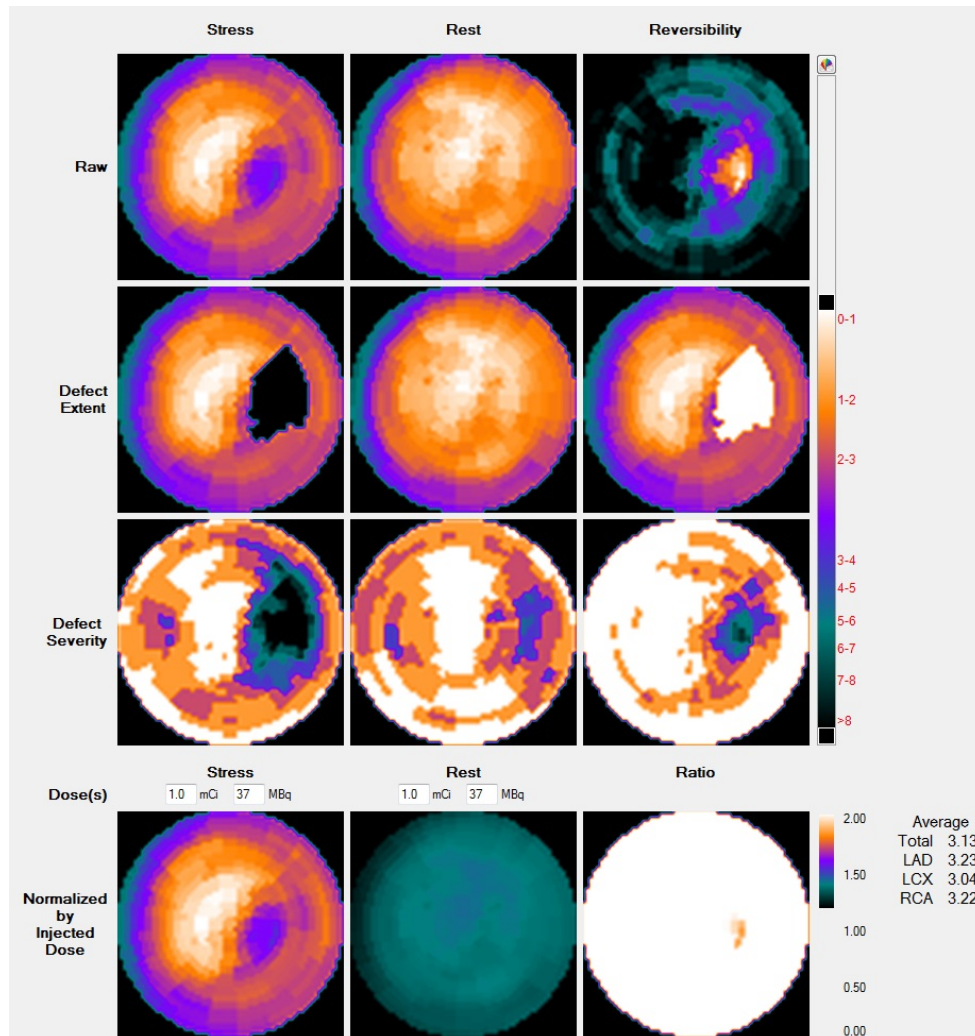 Stress Rest Reversibility
Raw
0-1
Defect
Extent
1-2
2-3
3-4
Defect
Severity
4-5
5-6
6-7
7-8
>8
Stress Rest Ratio
Dose(s) 1.0 mCi 37 MBq 1.0 mCi 37 MBq
2.00 Average
Total 3.13
LAD 3.23
1.50 LCX 3.04
RCA 3.22
Normalized
by
Injected
Dose
1.00
0.50
0.00